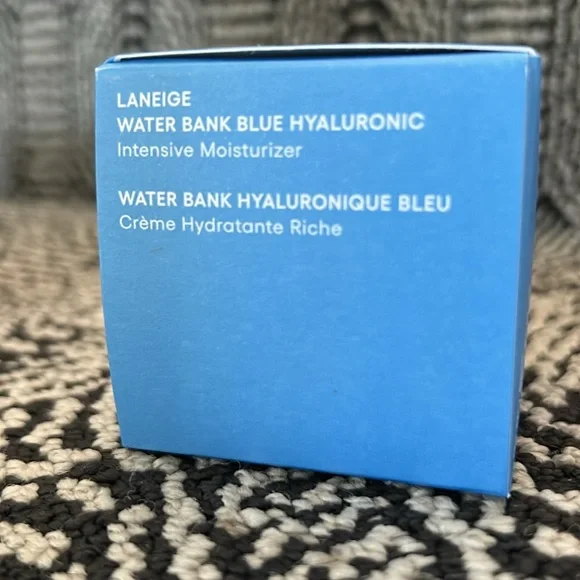 LANEIGE
WATER BANK BLUE HYALURONIC
Intensive Moisturizer
WATER BANK HYALURONIQUE BLEU
Crème Hydratante Riche